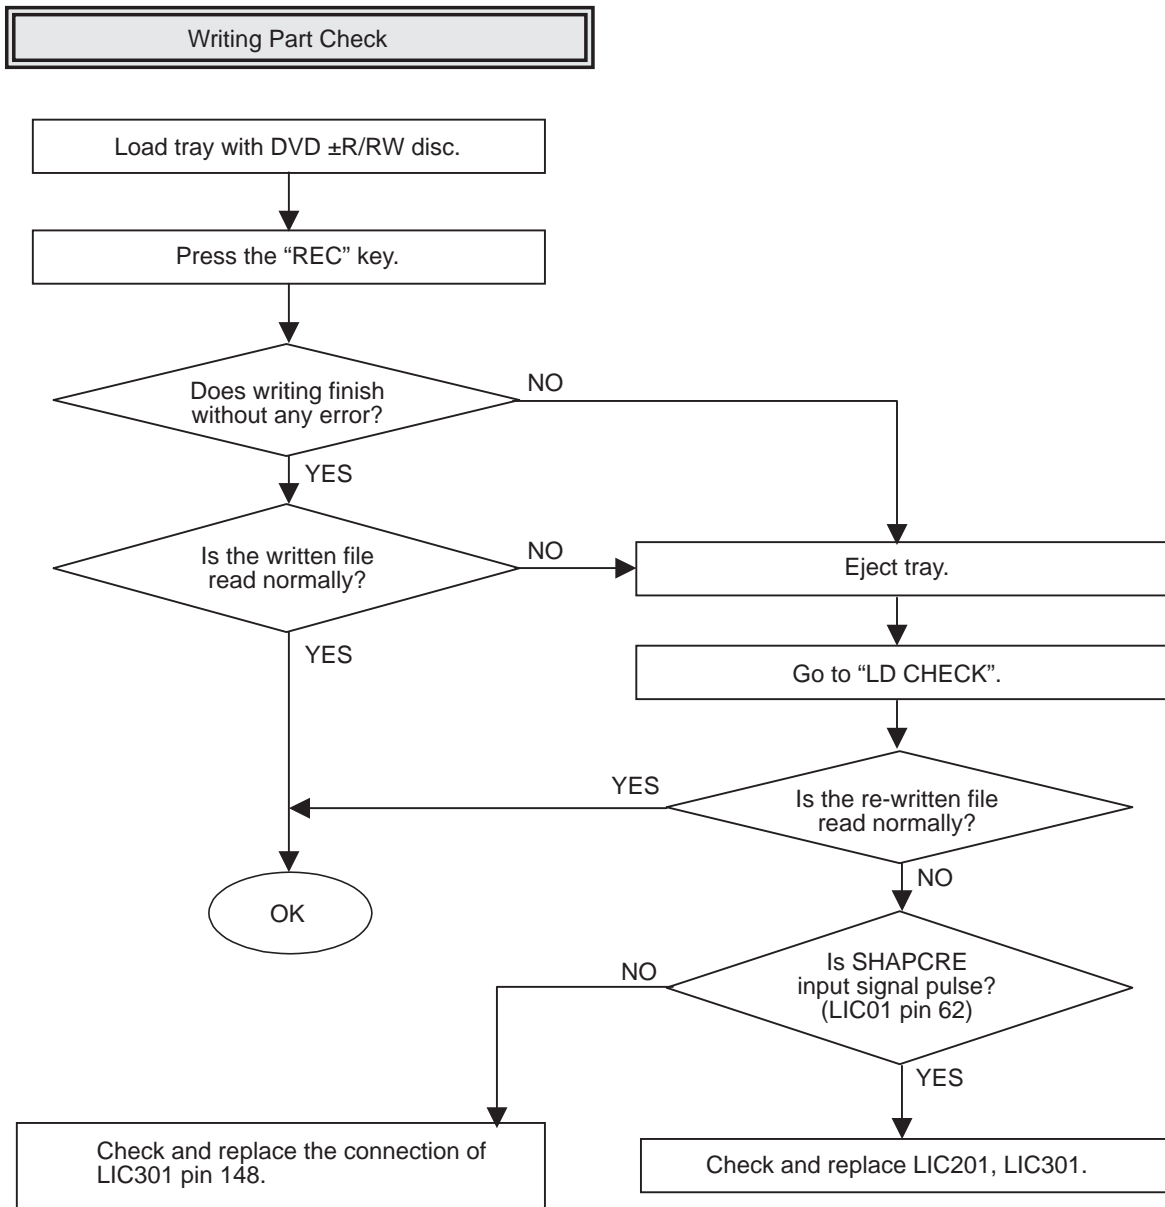 Writing Part Check
Load tray with DVD ±R/RW disc.
Press the “REC” key.
Does writing finish
without any error?
NO
YES
Is the written file
read normally?
NO
Eject tray.
YES
Go to “LD CHECK”.
YES
Is the re-written file
read normally?
NO
OK
Is SHAPCRE
input signal pulse?
(LIC01 pin 62)
NO
YES
Check and replace the connection of
LIC301 pin 148.
Check and replace LIC201, LIC301.